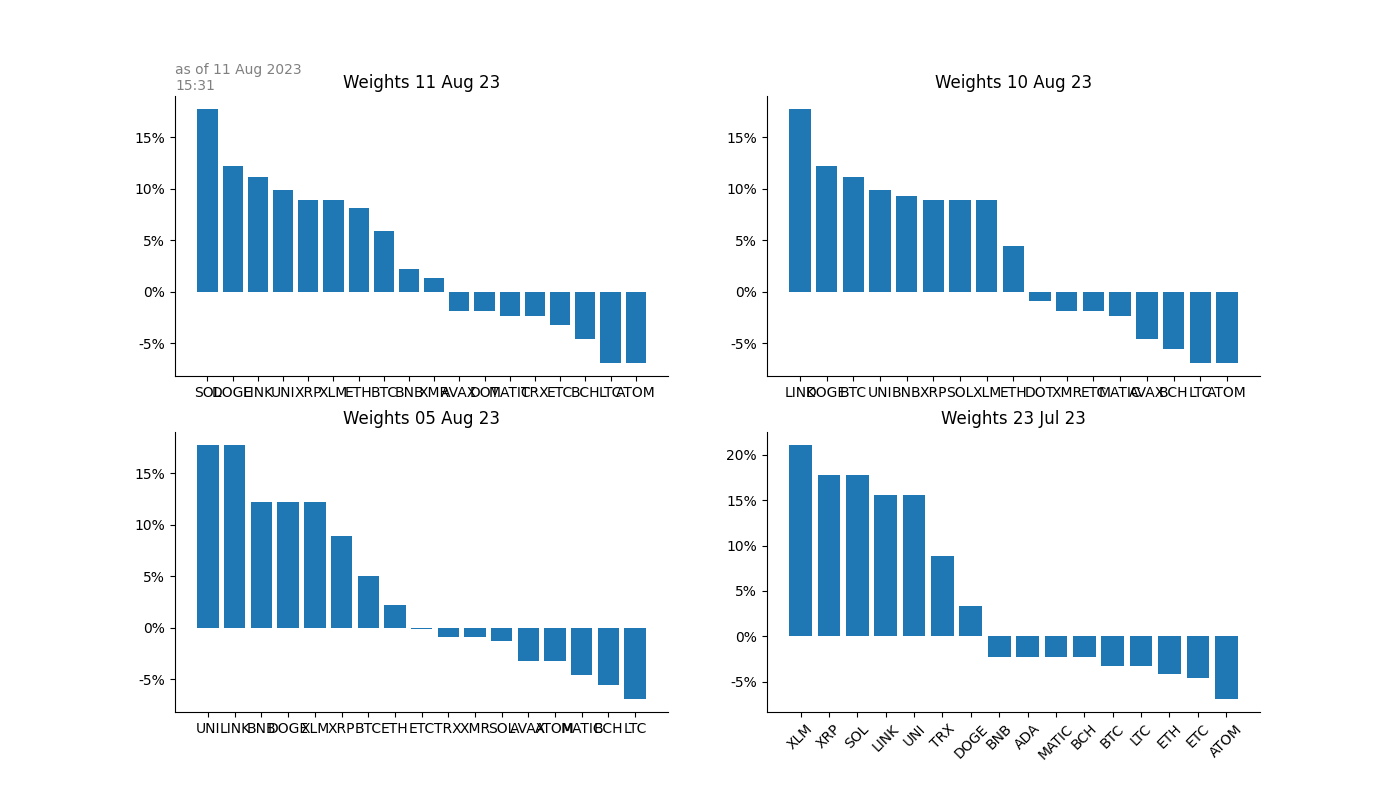 as of 11 Aug 2023
15:31
Weights 11 Aug 23
15%
10%
5%
0%
-5%
SOL DOGE LINK UNI XRP XLM ETH BTC BNB XMR AVAX DOT MATIC TRX ETC BCH LTC ATOM
Weights 10 Aug 23
15%
10%
5%
0%
-5%
LINK DOGE BTC UNI BNB XRP SOL XLM ETH DOT XMR ETC MATIC AVAX BCH LTC ATOM
Weights 05 Aug 23
15%
10%
5%
0%
-5%
UNI LINK BNB DOGE XLM XRP BTC ETH ETC TRX XMR SOL AVAX ATOM MATIC BCH LTC
Weights 23 Jul 23
20%
15%
10%
5%
0%
-5%
XLM XRP SOL LINK UNI TRX DOGE BNB ADA MATIC BCH BTC LTC ETH ETC ATOM